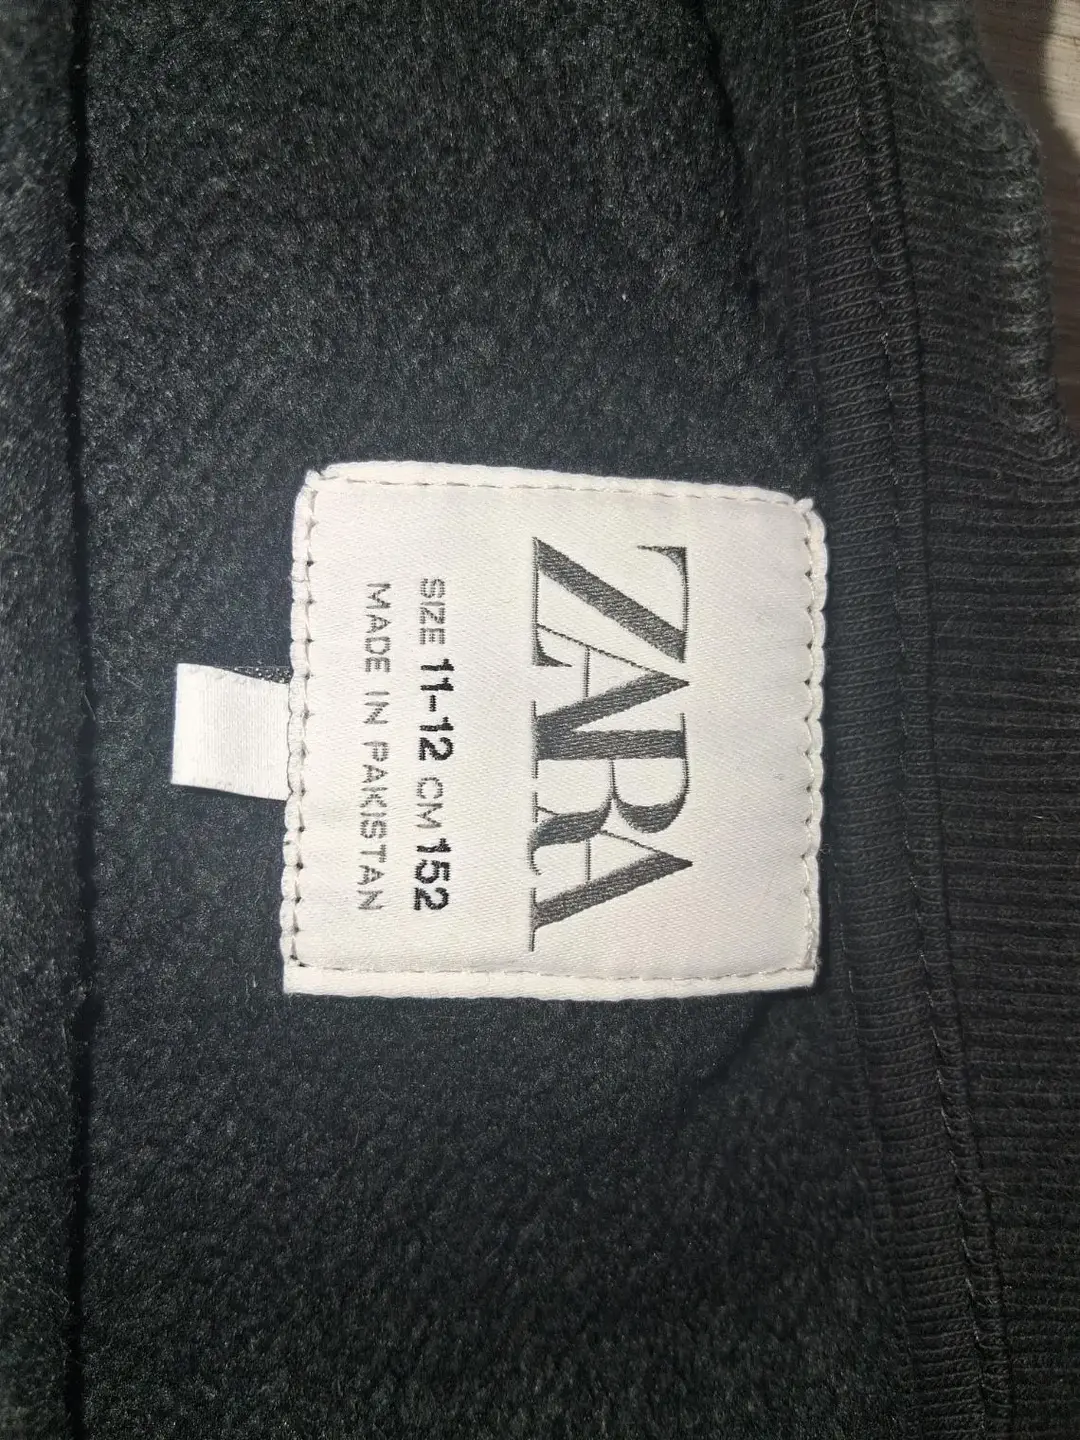 ZARA
SIZE 11-12 CM 152
MADE IN PAKISTAN